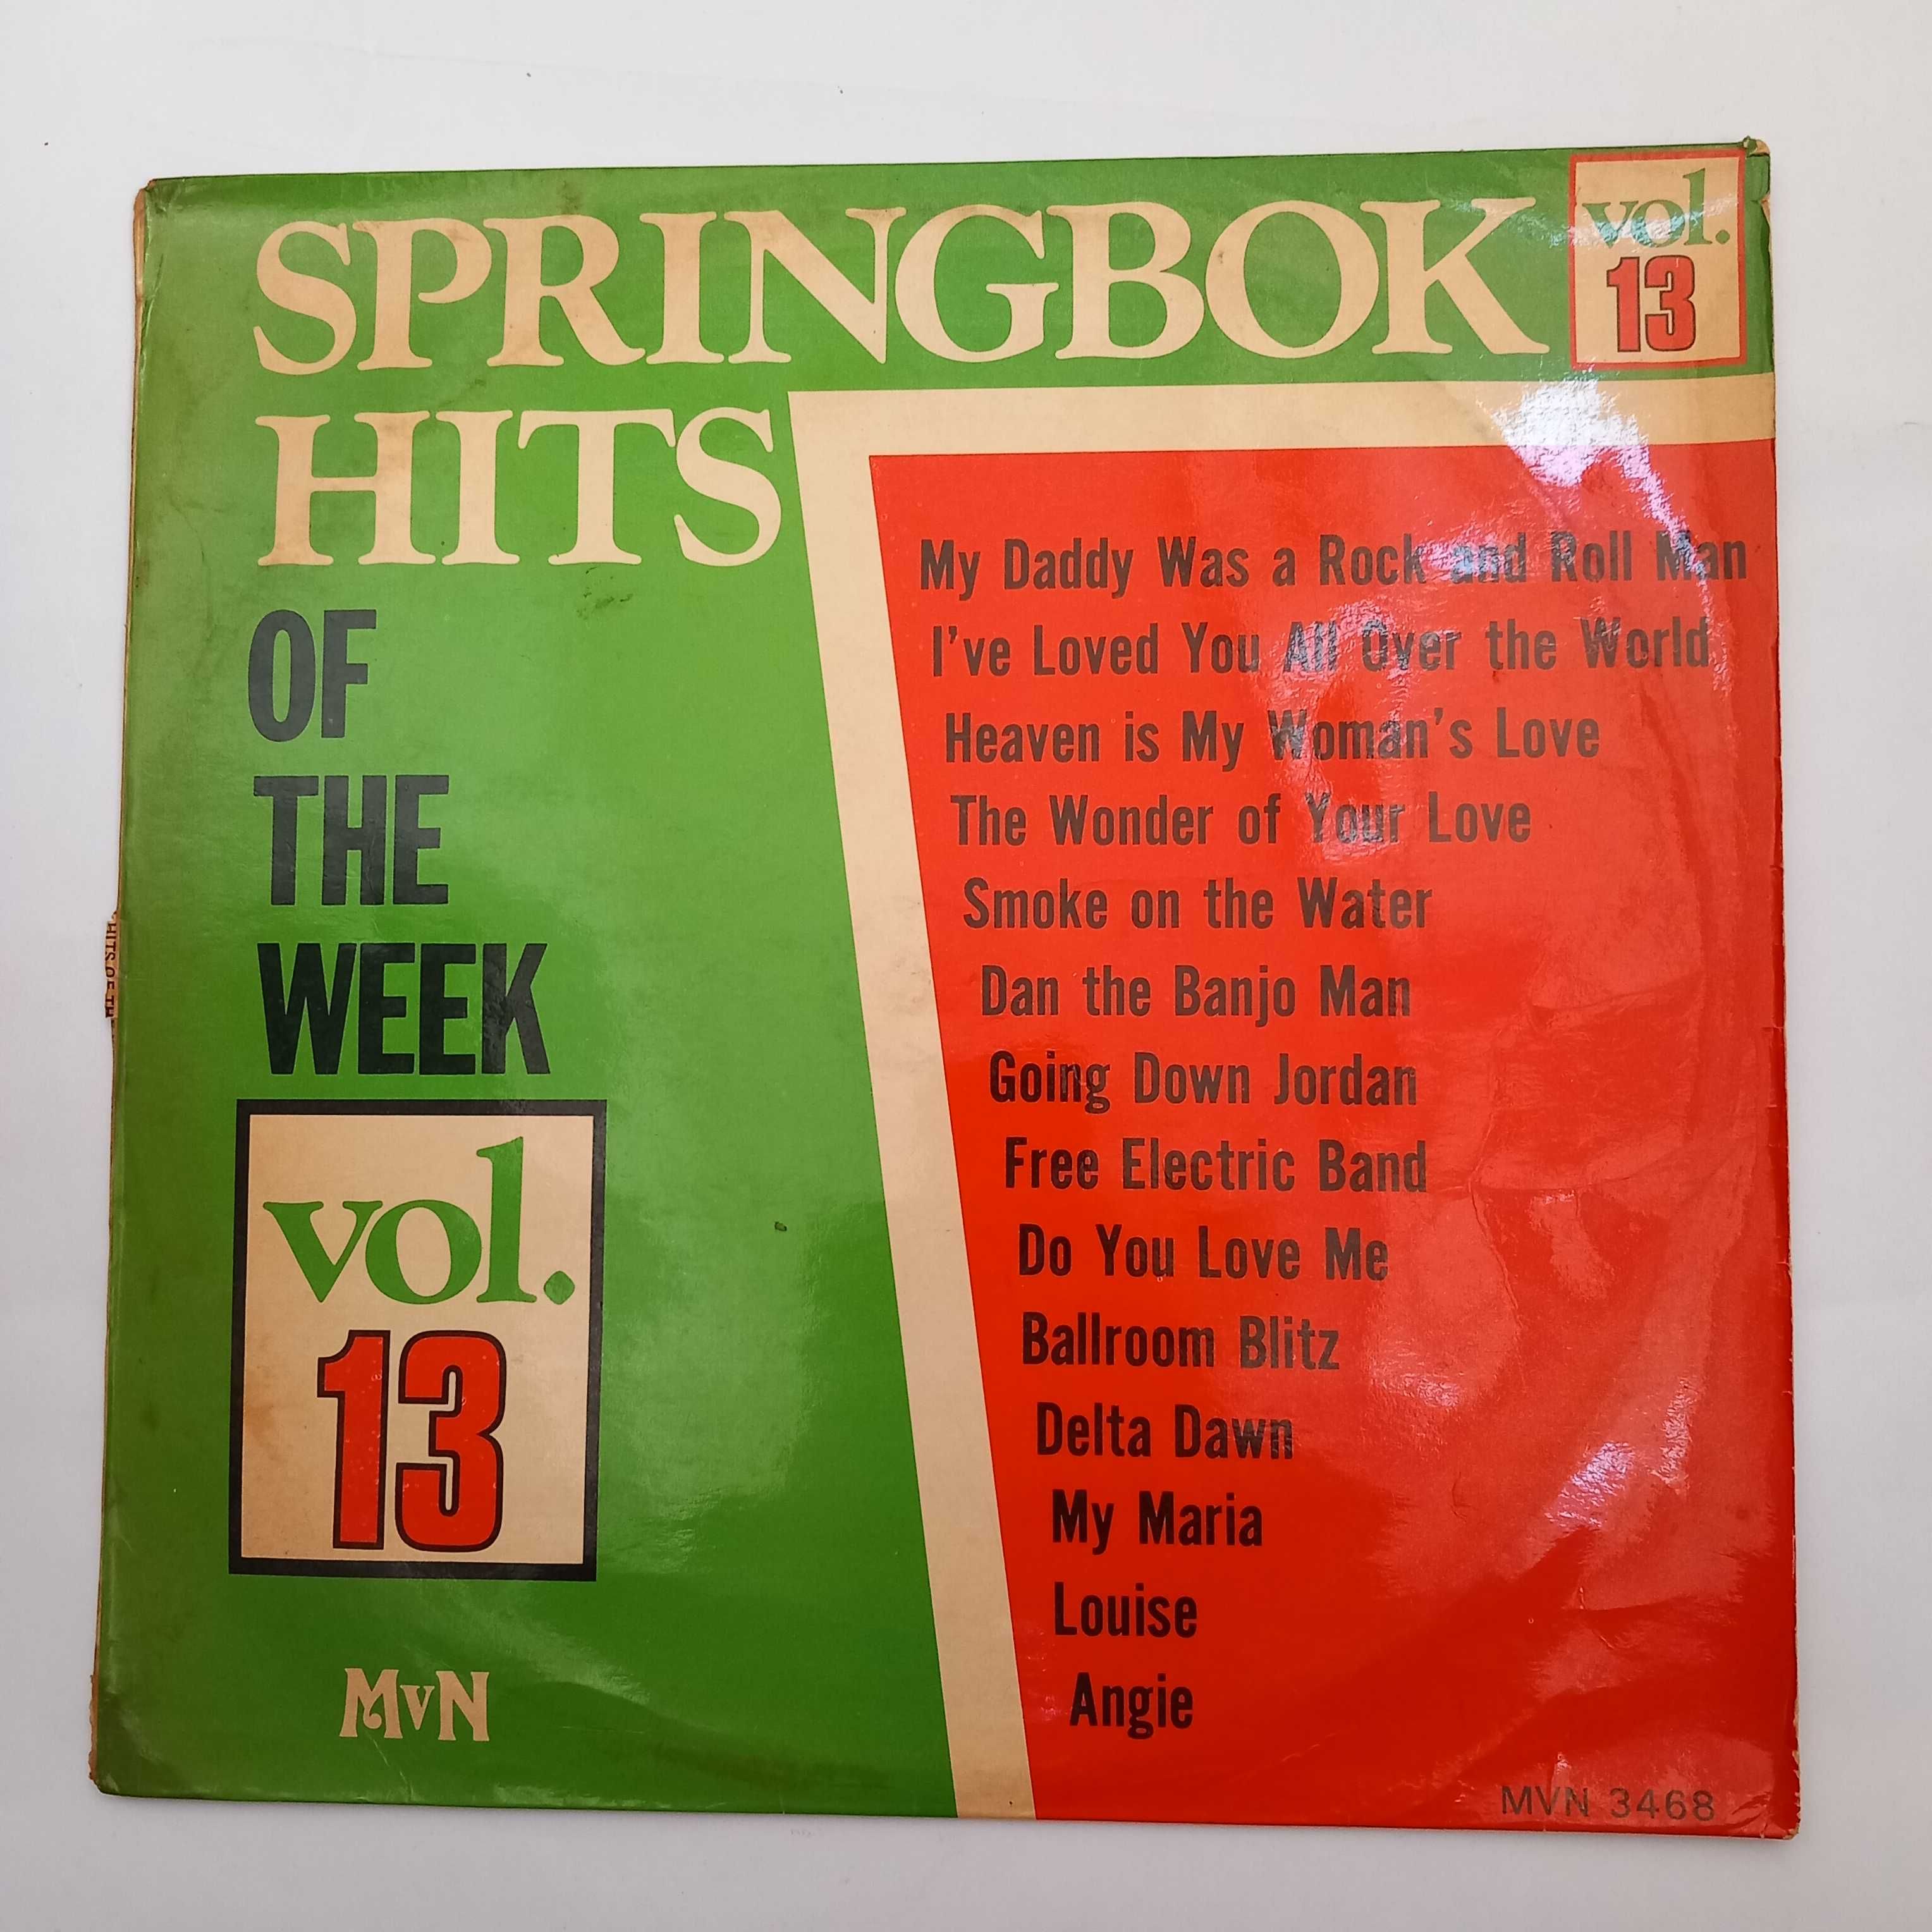 SPRINGBOK
vol.
13
HITS
OF
THE
WEEK
vol.
13
MvN
My Daddy Was a Rock and Roll Man
I've Loved You All Over the World
Heaven is My Woman's Love
The Wonder of Your Love
Smoke on the Water
Dan the Banjo Man
Going Down Jordan
Free Electric Band
Do You Love Me
Ballroom Blitz
Delta Dawn
My Maria
Louise
Angie
MVN 3468
HITS OF TH